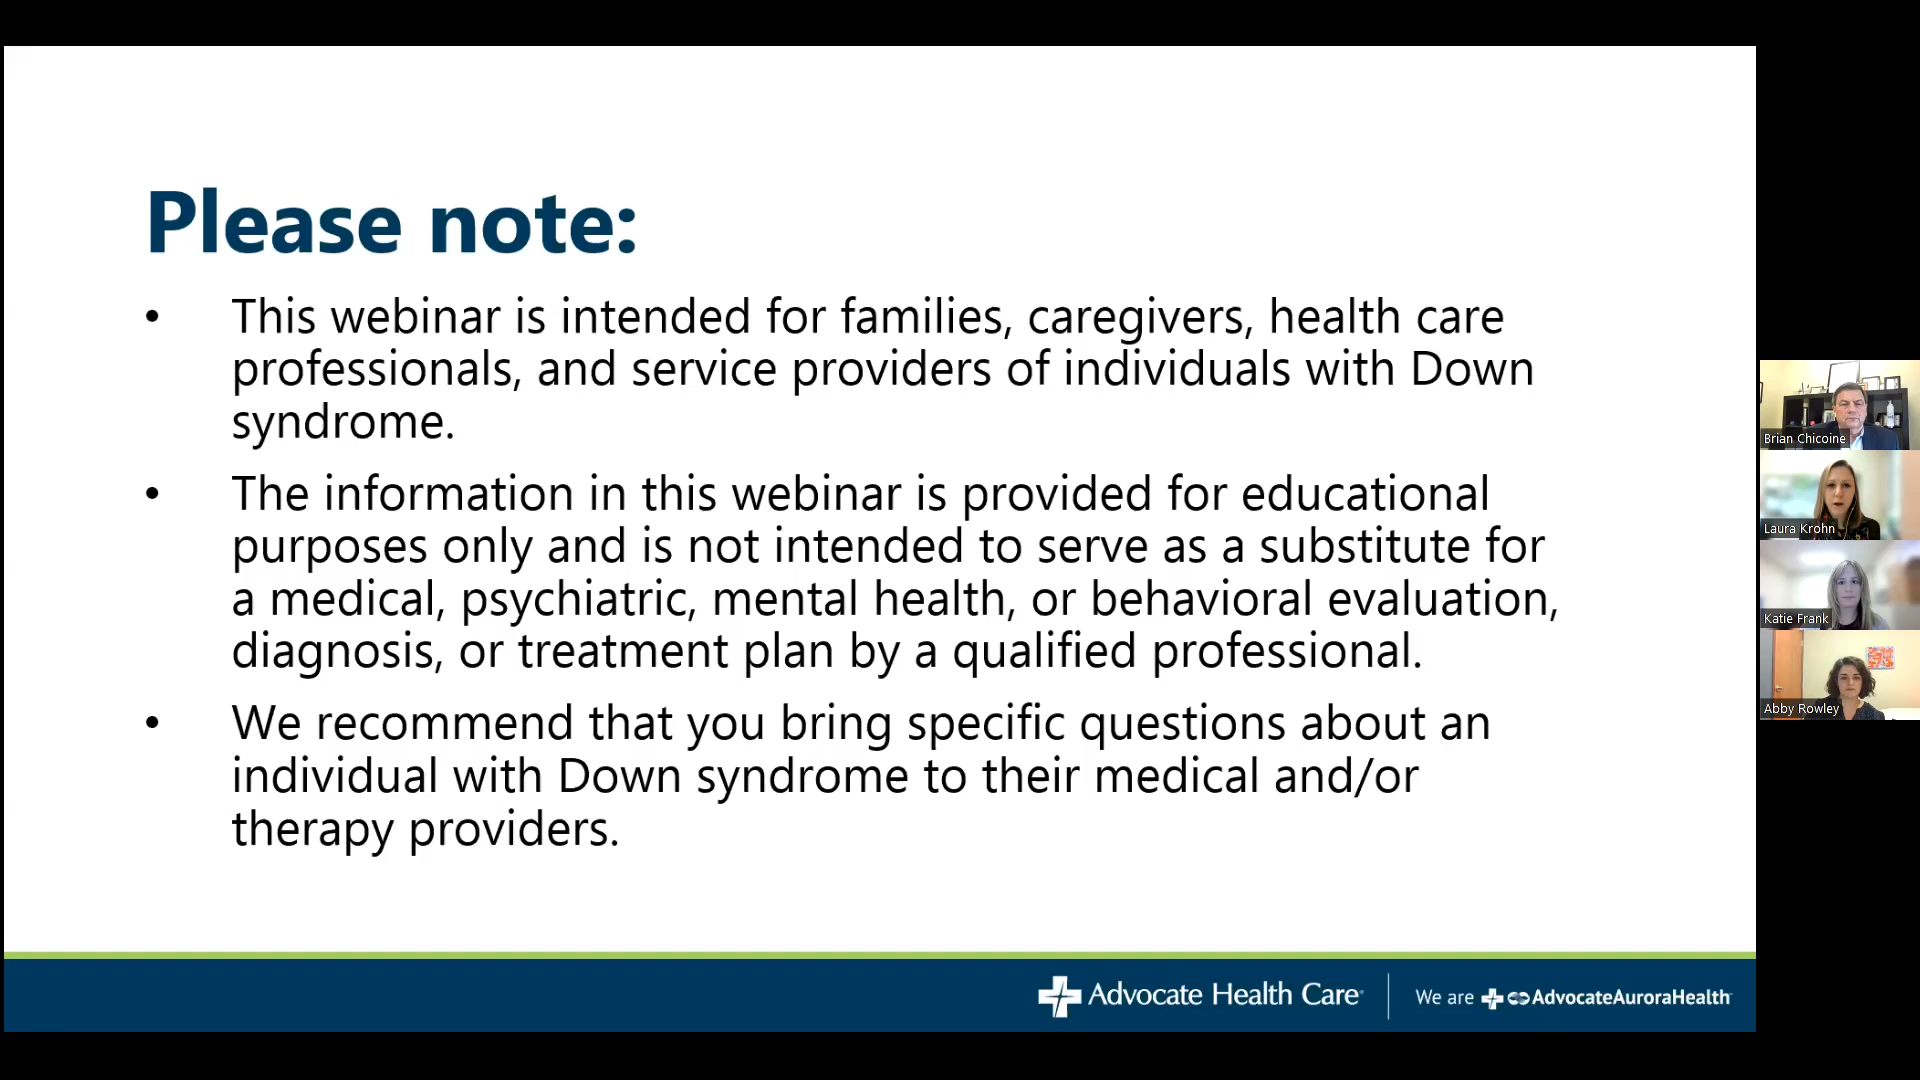 Please note:
• This webinar is intended for families, caregivers, health care
professionals, and service providers of individuals with Down
syndrome.
• The information in this webinar is provided for educational
purposes only and is not intended to serve as a substitute for
a medical, psychiatric, mental health, or behavioral evaluation,
diagnosis, or treatment plan by a qualified professional.
• We recommend that you bring specific questions about an
individual with Down syndrome to their medical and/or
therapy providers.
Advocate Health Care
We are AdvocateAuroraHealth
Brian Chicoine
Laura Krohn
Katie Frank
Abby Rowley